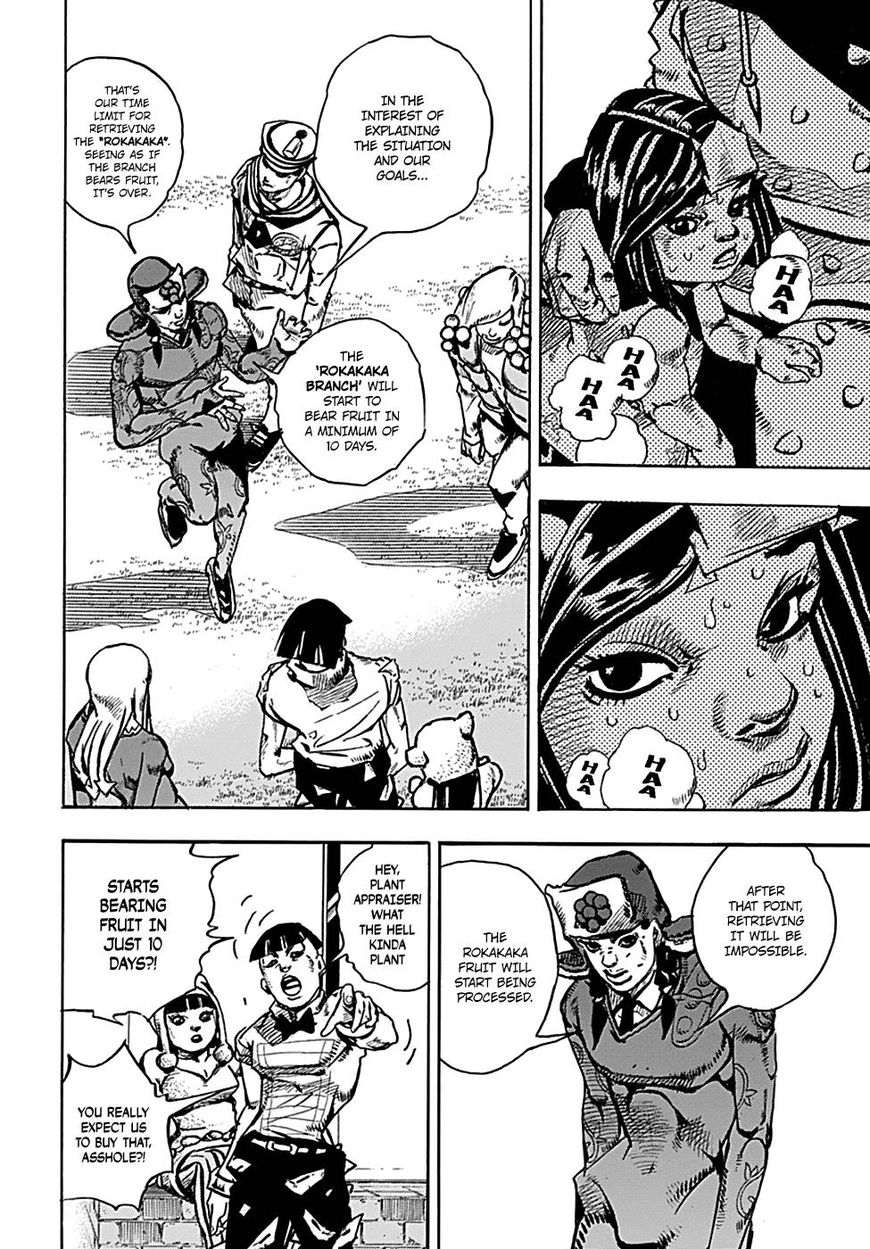 HAA
HAA
HAA
HAA
HAA
HAA
IN THE
INTEREST OF
EXPLAINING
THE SITUATION
AND OUR
GOALS...
THE
'ROKAKAKA
BRANCH' WILL
START TO
BEAR FRUIT IN
A MINIMUM OF
10 DAYS.
THAT'S
OUR TIME
LIMIT FOR
RETRIEVING
THE "ROKAKAKA".
SEEING AS IF
THE BRANCH
BEARS FRUIT,
IT'S OVER.
AFTER
THAT POINT,
RETRIEVING
IT WILL BE
IMPOSSIBLE.
THE
ROKAKAKA
FRUIT WILL
START BEING
PROCESSED.
HEY,
PLANT
APPRAISER!
WHAT
THE HELL
KINDA
PLANT
STARTS
BEARING
FRUIT IN
JUST 10
DAYS?!
YOU REALLY
EXPECT US
TO BUY THAT,
ASSHOLE?!